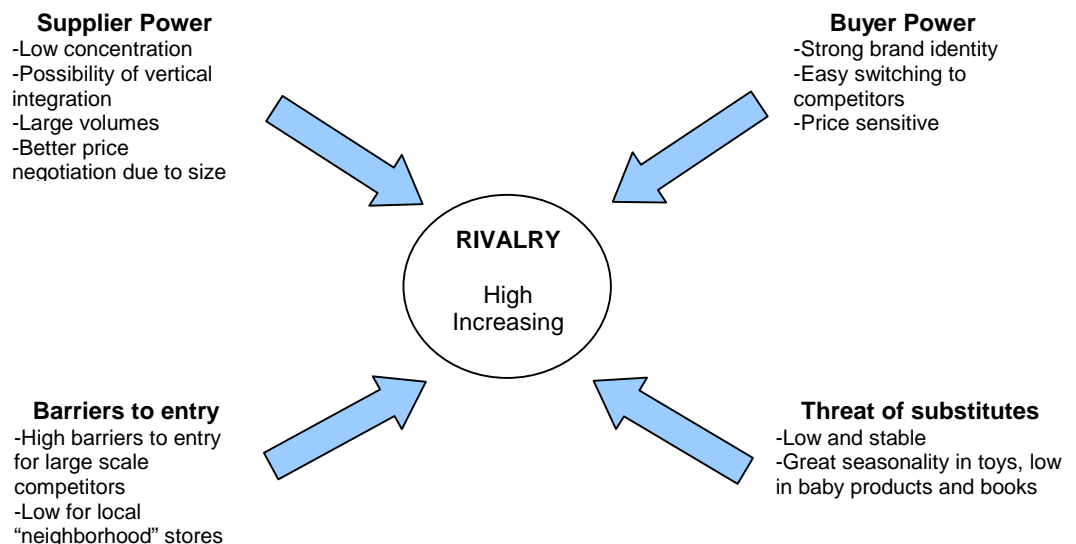 Supplier Power
-Low concentration
-Possibility of vertical
integration
-Large volumes
-Better price
negotiation due to size
Buyer Power
-Strong brand identity
-Easy switching to
competitors
-Price sensitive
RIVALRY
High
Increasing
Barriers to entry
-High barriers to entry
for large scale
competitors
-Low for local
“neighborhood” stores
Threat of substitutes
-Low and stable
-Great seasonality in toys, low
in baby products and books